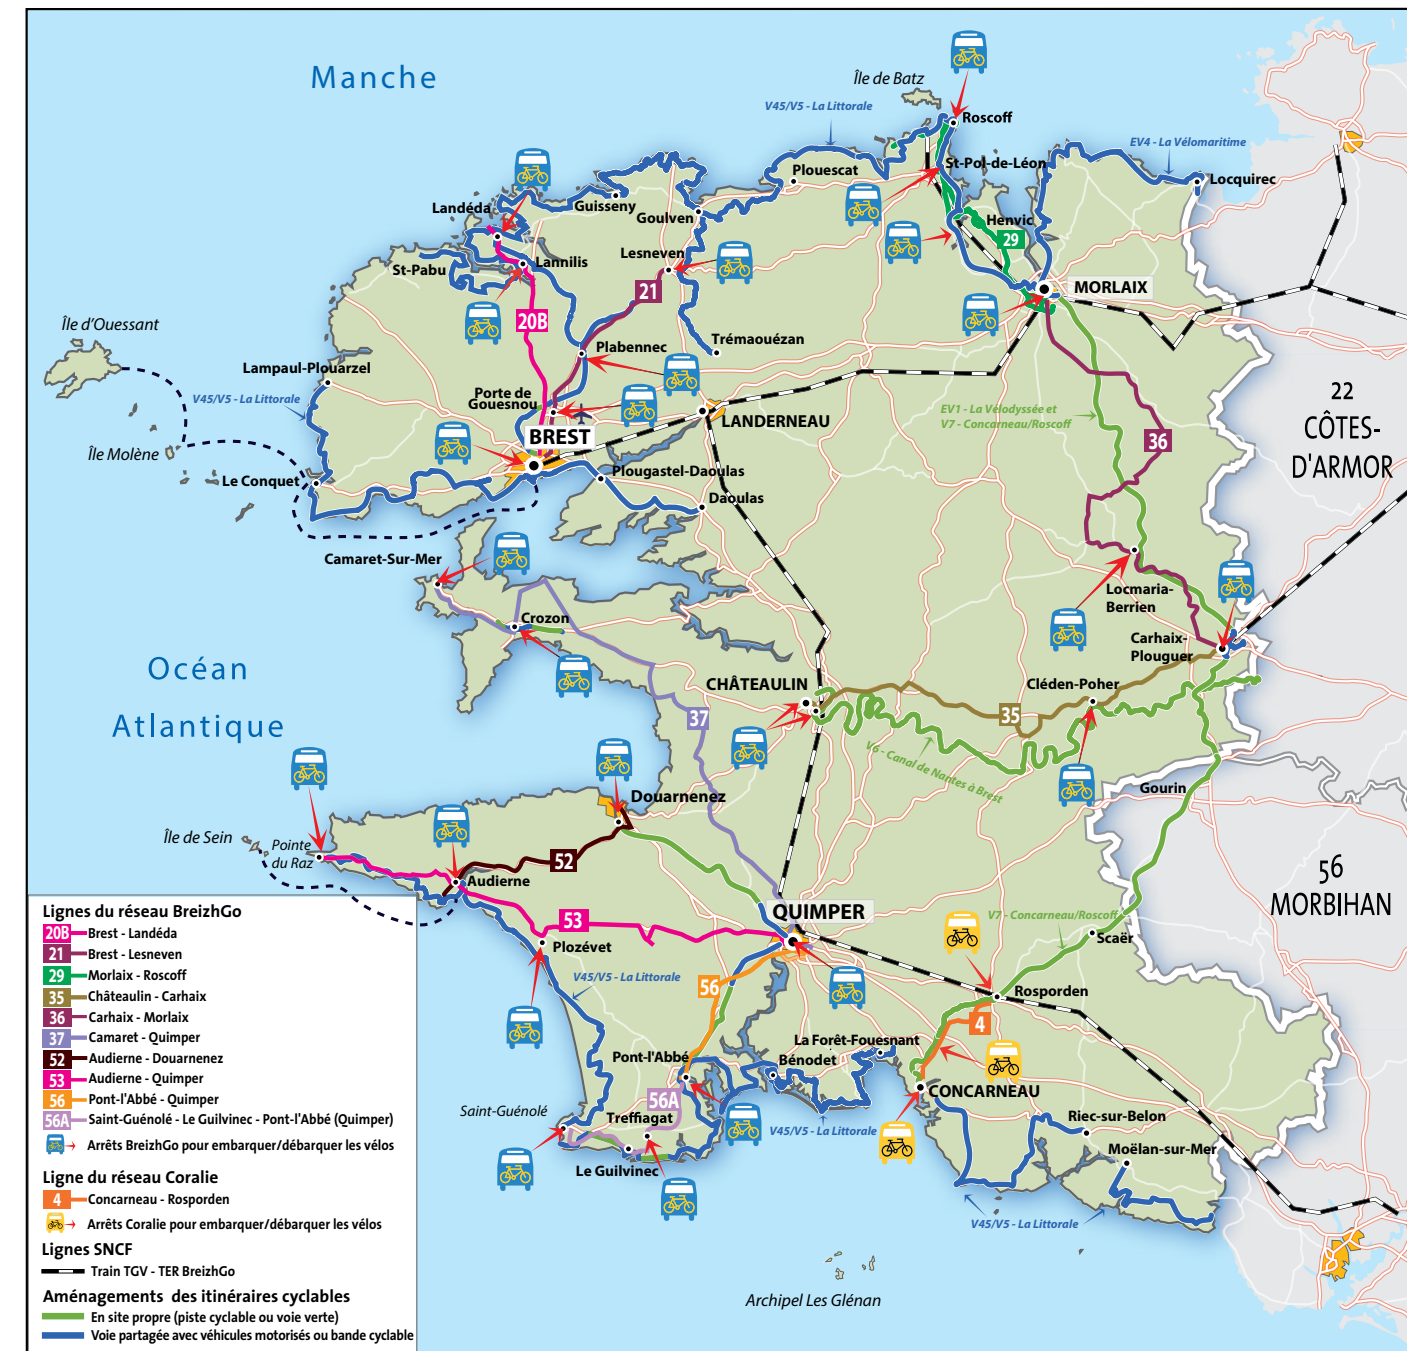 Manche
Île de Batz
V45/V5 - La Littorale
Roscoff
EV4 - La Vélomaritime
St-Pol-de-Léon
Plouescat
Locquirec
Guisseny
Landéda
Goulven
Henvic
29
Lesneven
Lannilis
St-Pabu
MORLAIX
21
20B
Île d'Ouessant
Trémaouézan
Plabennec
Lampaul-Plouarzel
V45/V5 - La Littorale
Porte de
Gouesnou
22
CÔTES-
D'ARMOR
EV1 - La Vélodyssée et
V7 - Concarneau/Roscoff
LANDERNEAU
BREST
36
Île Molène
Plougastel-Daoulas
Le Conquet
Daoulas
Camaret-Sur-Mer
Locmaria-
Berrien
Crozon
Carhaix-
Plouguer
Océan
Atlantique
CHÂTEAULIN
Cléden-Poher
37
35
V6 - Canal de Nantes à Brest
Gourin
Douarnenez
Île de Sein
Pointe
du Raz
52
Audierne
56
MORBIHAN
QUIMPER
53
V7 - Concarneau/Roscoff
Plozévet
Scaër
V45/V5 - La Littorale
56
Rosporden
4
La Forêt-Fouesnant
Pont-l'Abbé
Bénodet
CONCARNEAU
56A
Saint-Guénolé
Treffiagat
V45/V5 - La Littorale
Riec-sur-Belon
Moëlan-sur-Mer
Le Guilvinec
V45/V5 - La Littorale
Archipel Les Glénan
Lignes du réseau BreizhGo
20B Brest - Landéda
21 Brest - Lesneven
29 Morlaix - Roscoff
35 Châteaulin - Carhaix
36 Carhaix - Morlaix
37 Camaret - Quimper
52 Audierne - Douarnenez
53 Audierne - Quimper
56 Pont-l'Abbé - Quimper
56A Saint-Guénolé - Le Guilvinec - Pont-l'Abbé (Quimper)
Arrêts BreizhGo pour embarquer/débarquer les vélos
Ligne du réseau Coralie
4 Concarneau - Rosporden
Arrêts Coralie pour embarquer/débarquer les vélos
Lignes SNCF
Train TGV - TER BreizhGo
Aménagements des itinéraires cyclables
En site propre (piste cyclable ou voie verte)
Voie partagée avec véhicules motorisés ou bande cyclable